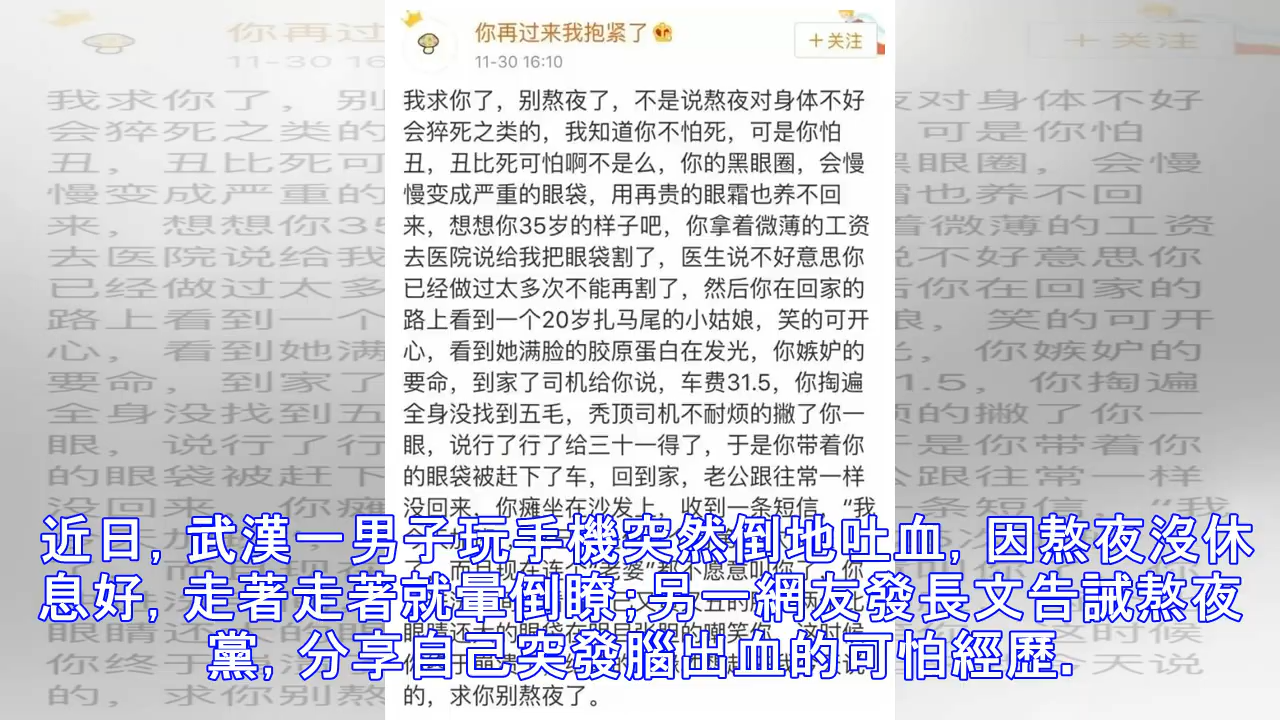 你再过来我抱紧了
11-30 16:10
+关注
我求你了，别熬夜了，不是说熬夜对身体不好
会猝死之类的，我知道你不怕死，可是你怕
丑，丑比死可怕啊不是么，你的黑眼圈，会慢
慢变成严重的眼袋，用再贵的眼霜也养不回
来，想想你35岁的样子吧，你拿着微薄的工资
去医院说给我把眼袋割了，医生说不好意思你
已经做过太多次不能再割了，然后你在回家的
路上看到一个20岁扎马尾的小姑娘，笑的可开
心，看到她满脸的胶原蛋白在发光，你嫉妒的
要命，到家了司机给你说，车费31.5，你掏遍
全身没找到五毛，秃顶司机不耐烦的撇了你一
眼，说行了行了给三十一得了，于是你带着你
的眼袋被赶下了车，回到家，老公跟往常一样
没回来，你瘫坐在沙发上，收到一条短信，“我
近日, 武漢一男子玩手機突然倒地吐血, 因熬夜沒休
息好, 走著走著就暈倒瞭;另一網友發長文告誡熬夜
黨, 分享自己突發腦出血的可怕經歷.
的，求你别熬夜了。